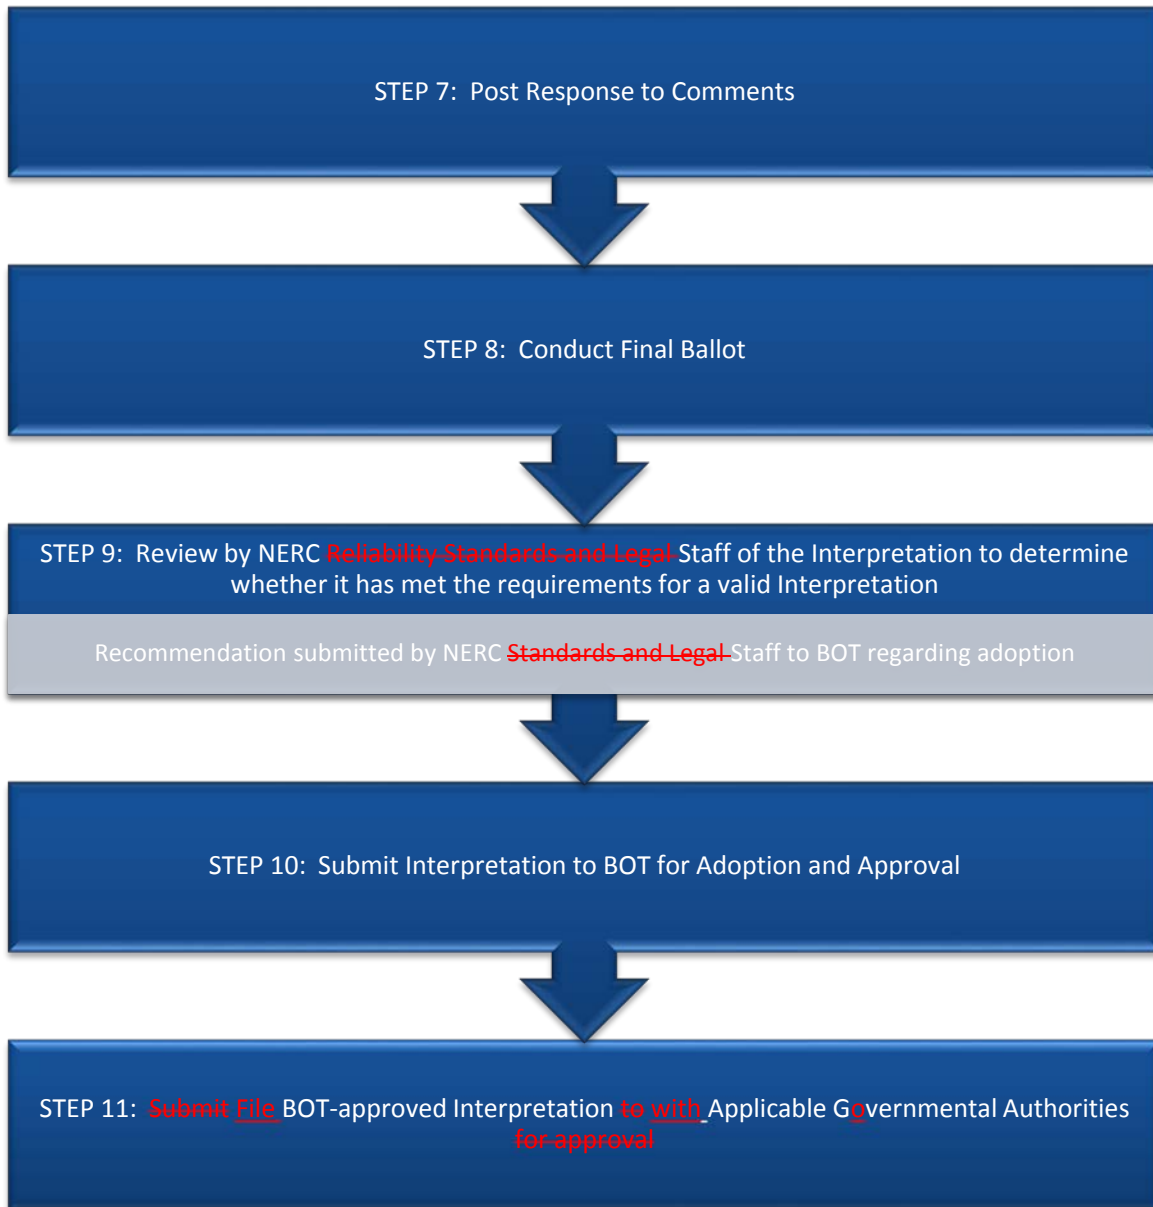 STEP 7: Post Response to Comments
STEP 8: Conduct Final Ballot
STEP 9: Review by NERC Reliability Standards and Legal Staff of the Interpretation to determine
whether it has met the requirements for a valid Interpretation
Recommendation submitted by NERC Standards and Legal Staff to BOT regarding adoption
STEP 10: Submit Interpretation to BOT for Adoption and Approval
STEP 11: Submit File BOT-approved Interpretation to with Applicable Governmental Authorities
for approval